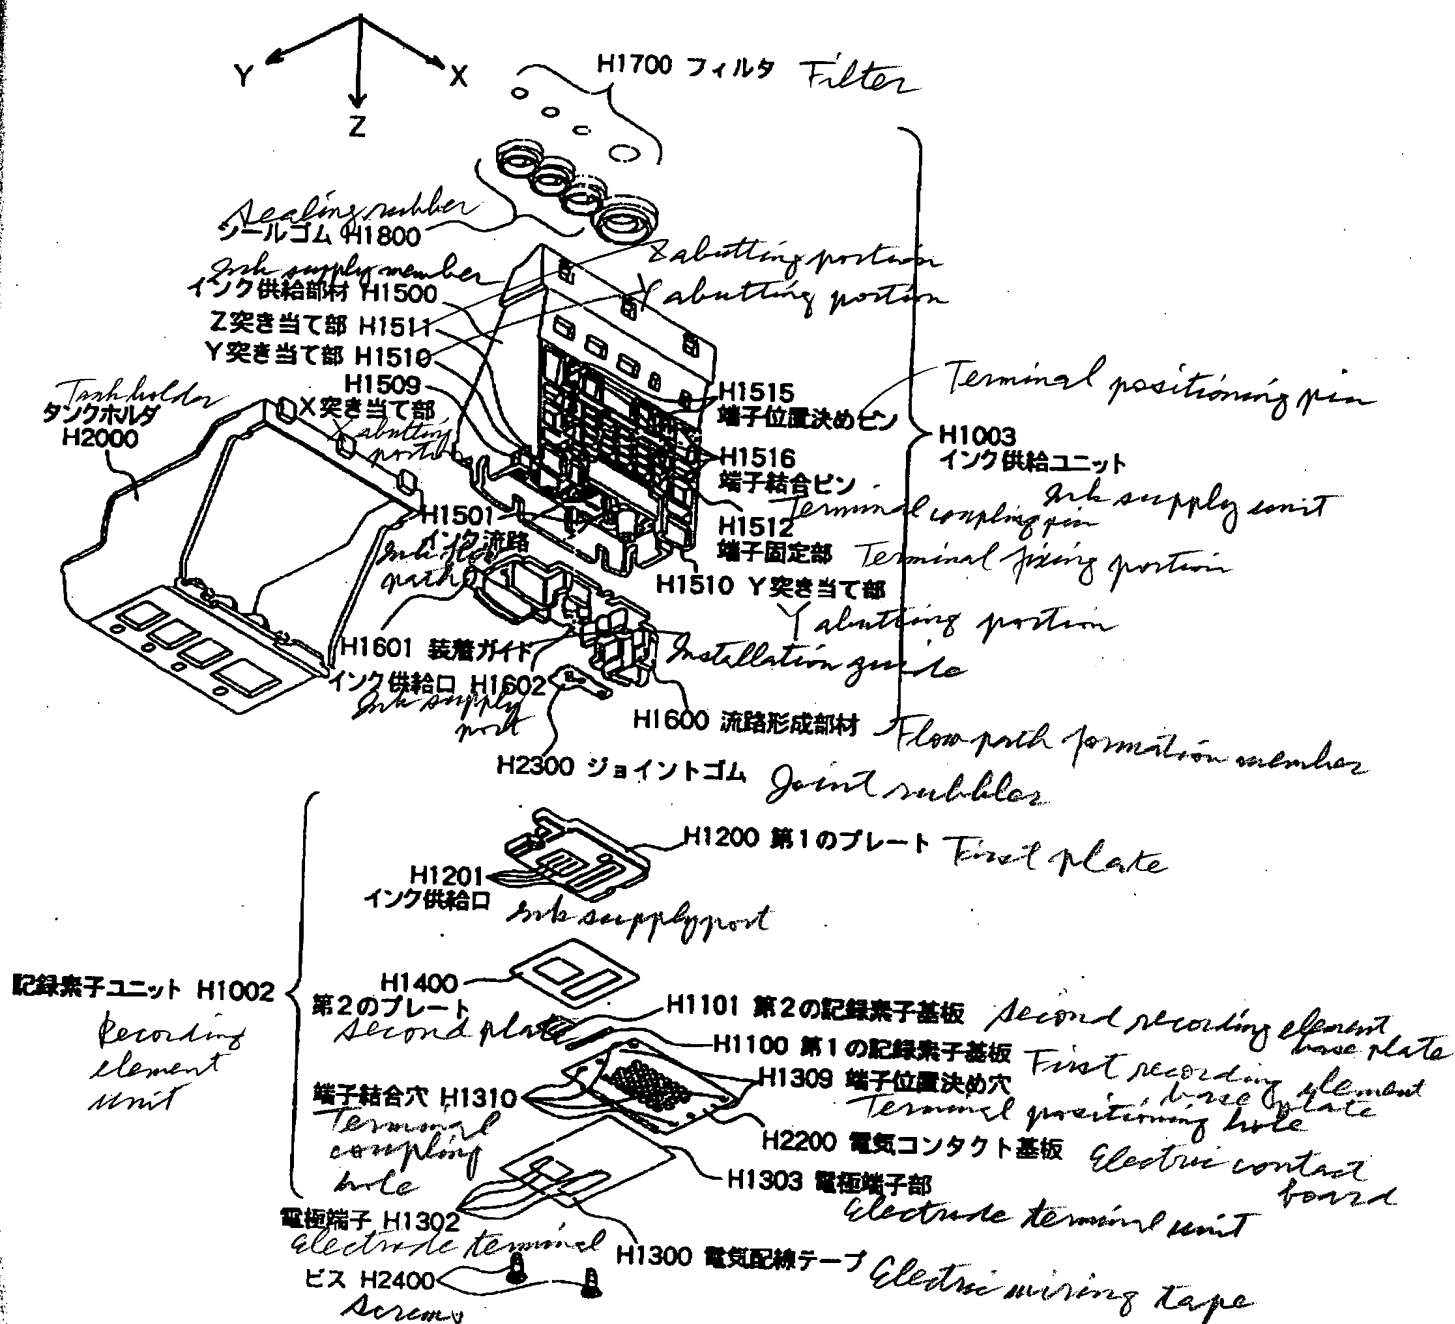 Y
X
Z
H1700 フィルタ Filter
Sealing rubber
シールゴム H1800
Ink supply member
インク供給部材 H1500
Z abutting portion
Z突き当て部 H1511
Y abutting portion
Y突き当て部 H1510
H1509
X突き当て部
X abutting
portion
Tank holder
タンクホルダ
H2000
H1515
端子位置決めピン
Terminal positioning pin
H1516
端子結合ピン
Terminal coupling pin
H1003
インク供給ユニット
Ink supply unit
H1512
端子固定部 Terminal fixing portion
H1501
インク流路
Ink flow
path
H1510 Y突き当て部
Y abutting portion
H1601 装着ガイド
Installation guide
インク供給口 H1602
Ink supply
port
H1600 流路形成部材
Flow path formation member
H2300 ジョイントゴム Joint rubber
H1200 第1のプレート First plate
H1201
インク供給口
Ink supply port
記録素子ユニット H1002
Recording
element
unit
H1400
第2のプレート
Second plate
H1101 第2の記録素子基板 Second recording element
base plate
H1100 第1の記録素子基板 First recording element
base plate
H1309 端子位置決め穴
Terminal positioning hole
端子結合穴 H1310
Terminal
coupling
hole
H2200 電気コンタクト基板 Electric contact
board
H1303 電極端子部
Electrode terminal unit
電極端子 H1302
Electrode terminal
H1300 電気配線テープ Electric wiring tape
ビス H2400
Screws